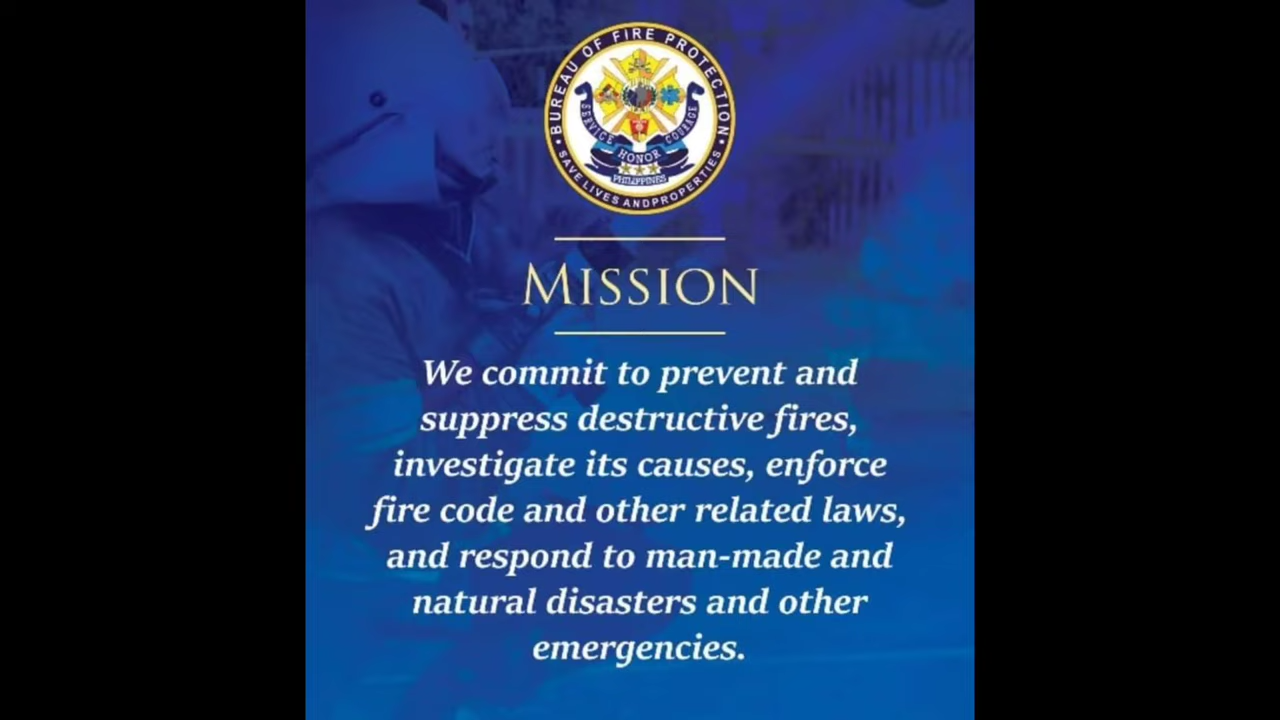 BUREAU OF FIRE PROTECTION
SERVICE HONOR COURAGE
PHILIPPINES
SAVE LIVES AND PROPERTIES
MISSION
We commit to prevent and
suppress destructive fires,
investigate its causes, enforce
fire code and other related laws,
and respond to man-made and
natural disasters and other
emergencies.